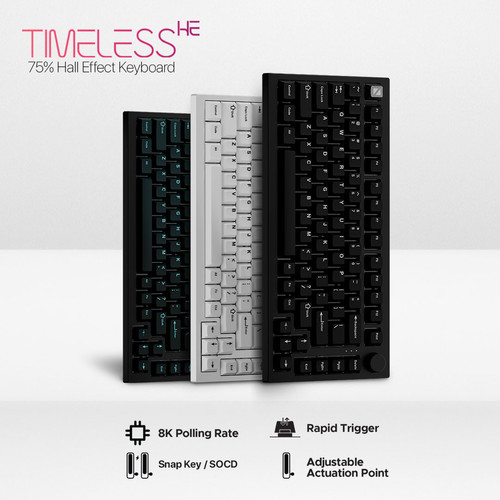 TIMELESS HE
75% Hall Effect Keyboard
8K Polling Rate
Rapid Trigger
Snap Key / SOCD
Adjustable
Actuation Point